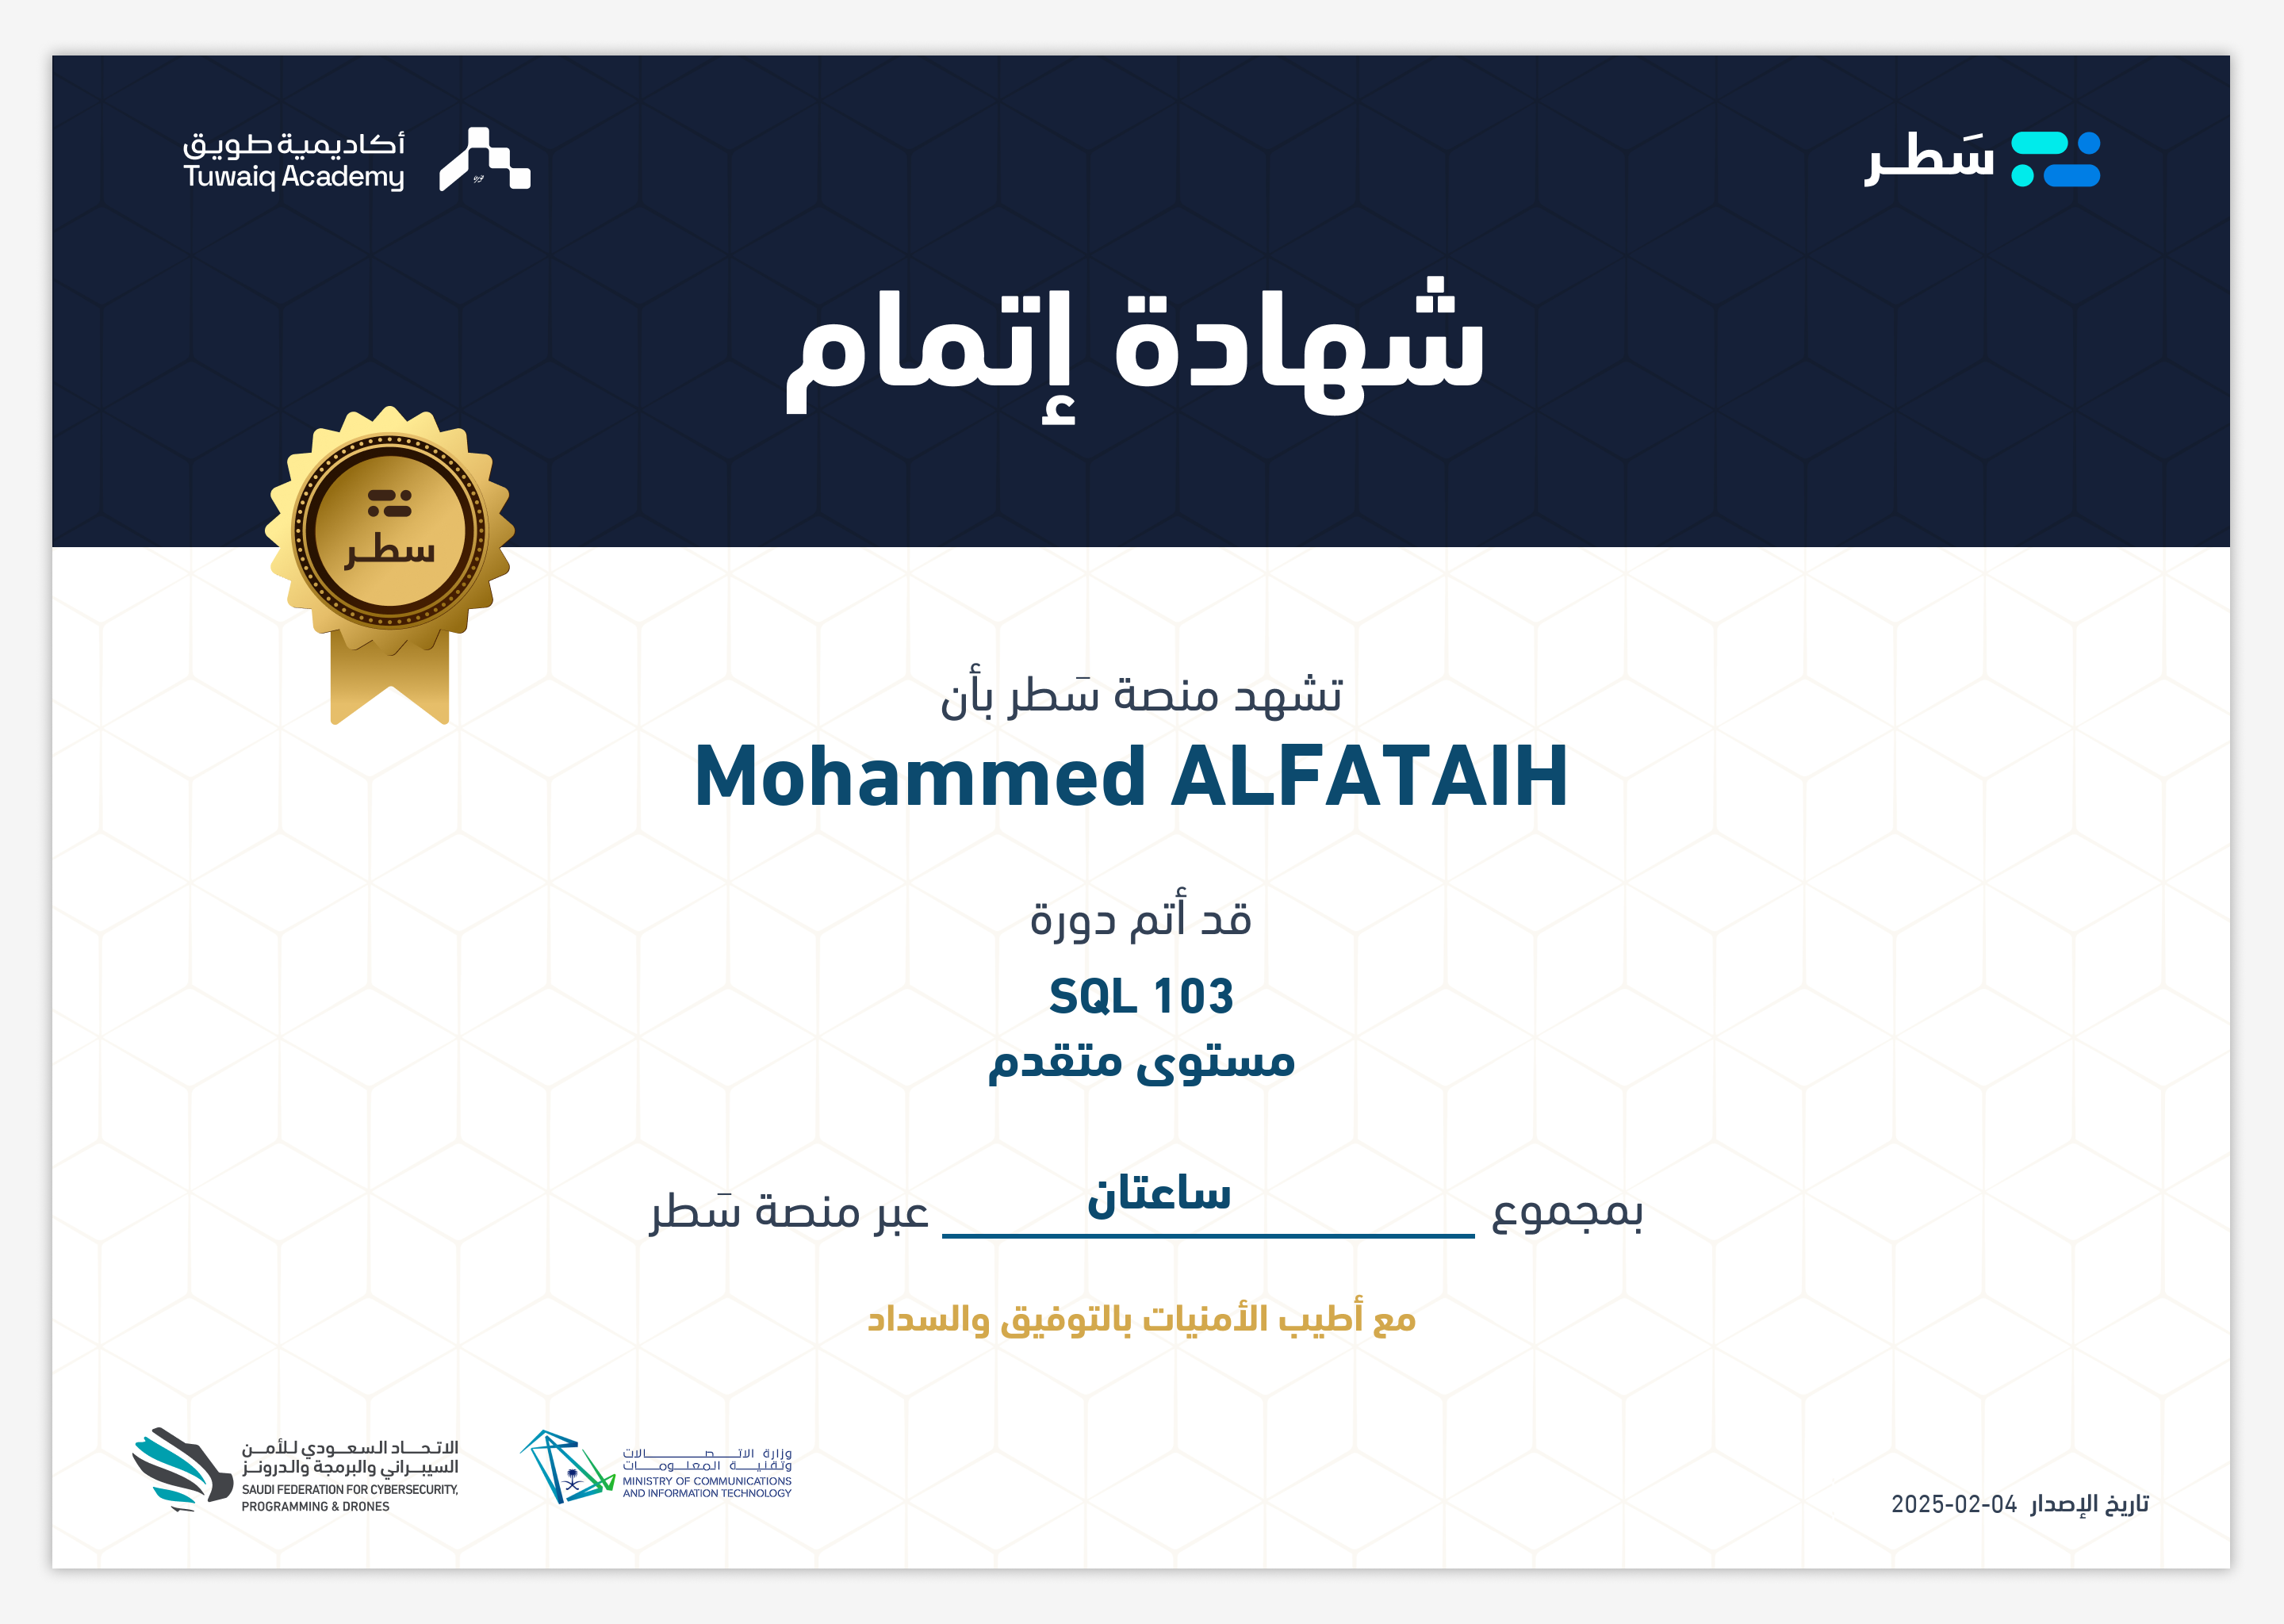 سَطر
أكاديمية طويق
Tuwaiq Academy
شهادة إتمام
سطر
تشهد منصة سَطر بأن
Mohammed ALFATAIH
قد أتم دورة
SQL 103
مستوى متقدم
بمجموع ساعتان عبر منصة سَطر
مع أطيب الأمنيات بالتوفيق والسداد
الاتحاد السعودي للأمن
السيبراني والبرمجة والدرونز
SAUDI FEDERATION FOR CYBERSECURITY,
PROGRAMMING & DRONES
وزارة الاتصالات
وتقنية المعلومات
MINISTRY OF COMMUNICATIONS
AND INFORMATION TECHNOLOGY
تاريخ الإصدار 2025-02-04